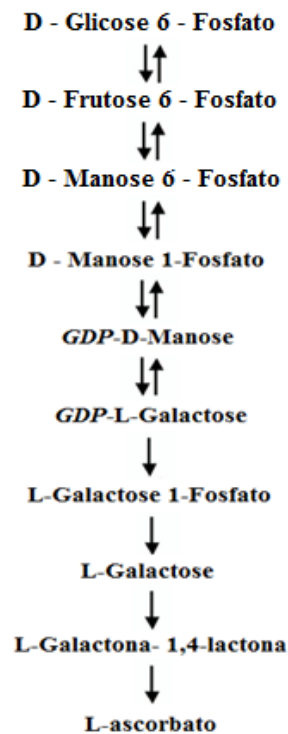 D - Glicose 6 - Fosfato
D - Frutose 6 - Fosfato
D - Manose 6 - Fosfato
D - Manose 1-Fosfato
GDP-D-Manose
GDP-L-Galactose
L-Galactose 1-Fosfato
L-Galactose
L-Galactona- 1,4-lactona
L-ascorbato